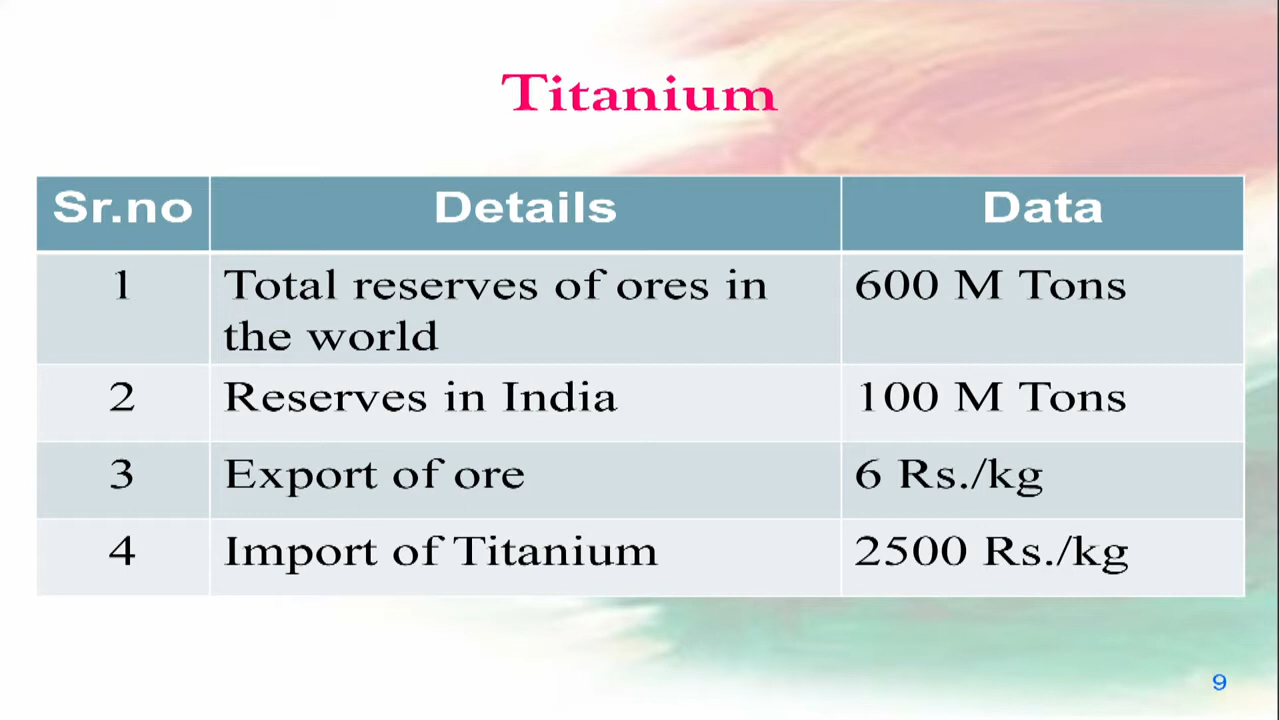 Titanium
Sr.no Details Data
1 Total reserves of ores in the world 600 M Tons
2 Reserves in India 100 M Tons
3 Export of ore 6 Rs./kg
4 Import of Titanium 2500 Rs./kg
9